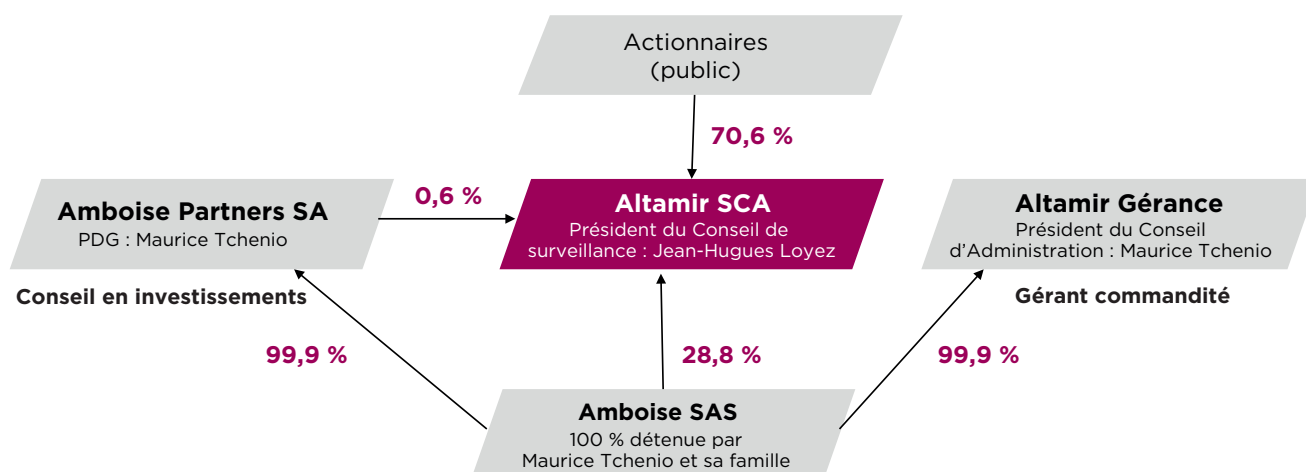 Actionnaires
(public)
70,6 %
Amboise Partners SA
PDG : Maurice Tchenio
0,6 %
Altamir SCA
Président du Conseil de
surveillance : Jean-Hugues Loyez
Altamir Gérance
Président du Conseil
d'Administration : Maurice Tchenio
Conseil en investissements
Gérant commandité
99,9 %
28,8 %
99,9 %
Amboise SAS
100 % détenue par
Maurice Tchenio et sa famille